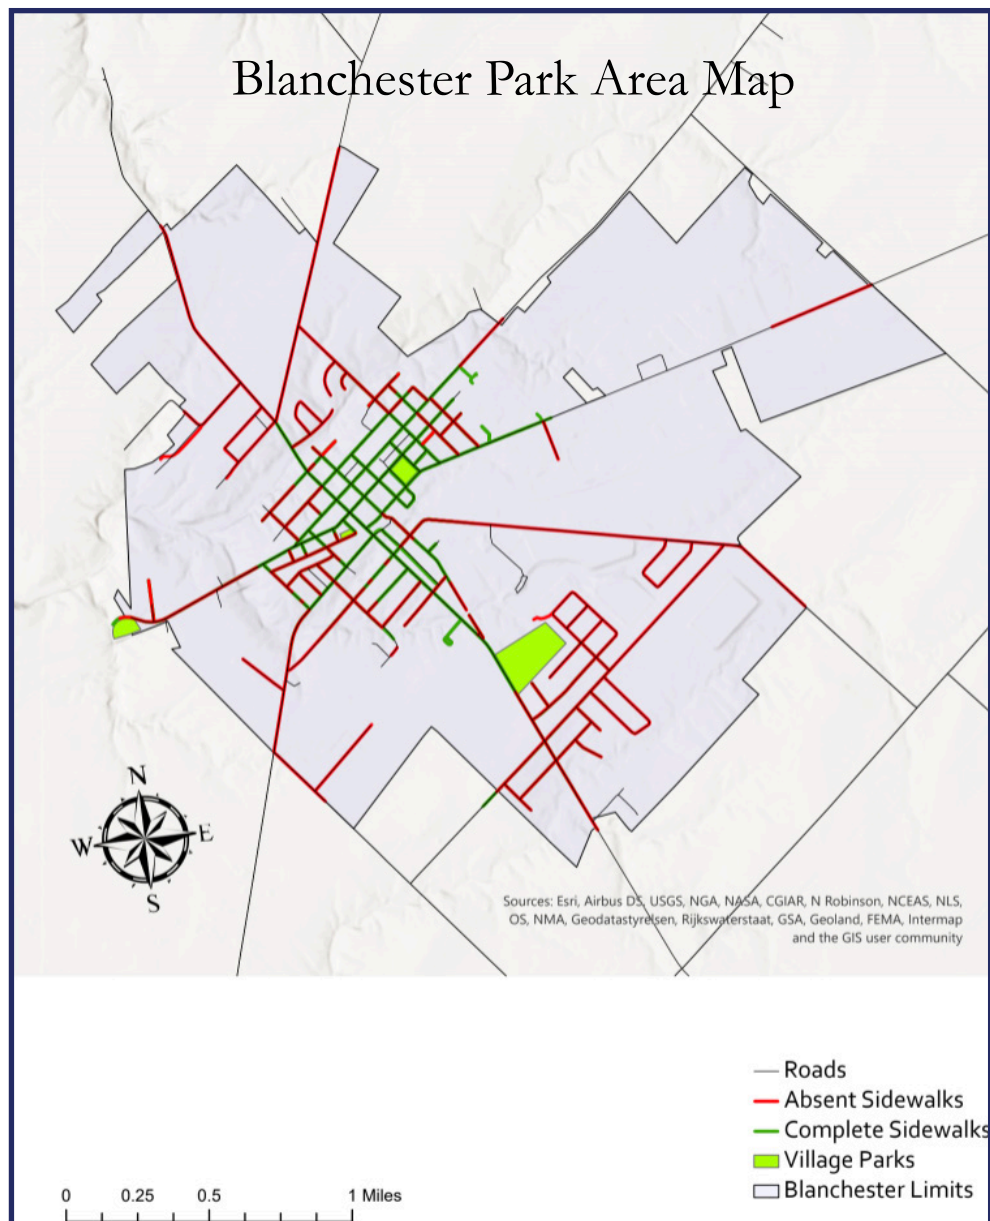 Blanchester Park Area Map
N
W
E
S
Sources: Esri, Airbus DS, USGS, NGA, NASA, CGIAR, N Robinson, NCEAS, NLS,
OS, NMA, Geodatastyrelsen, Rijkswaterstaat, GSA, Geoland, FEMA, Intermap
and the GIS user community
Roads
Absent Sidewalks
Complete Sidewalks
Village Parks
Blanchester Limits
0 0.25 0.5 1 Miles